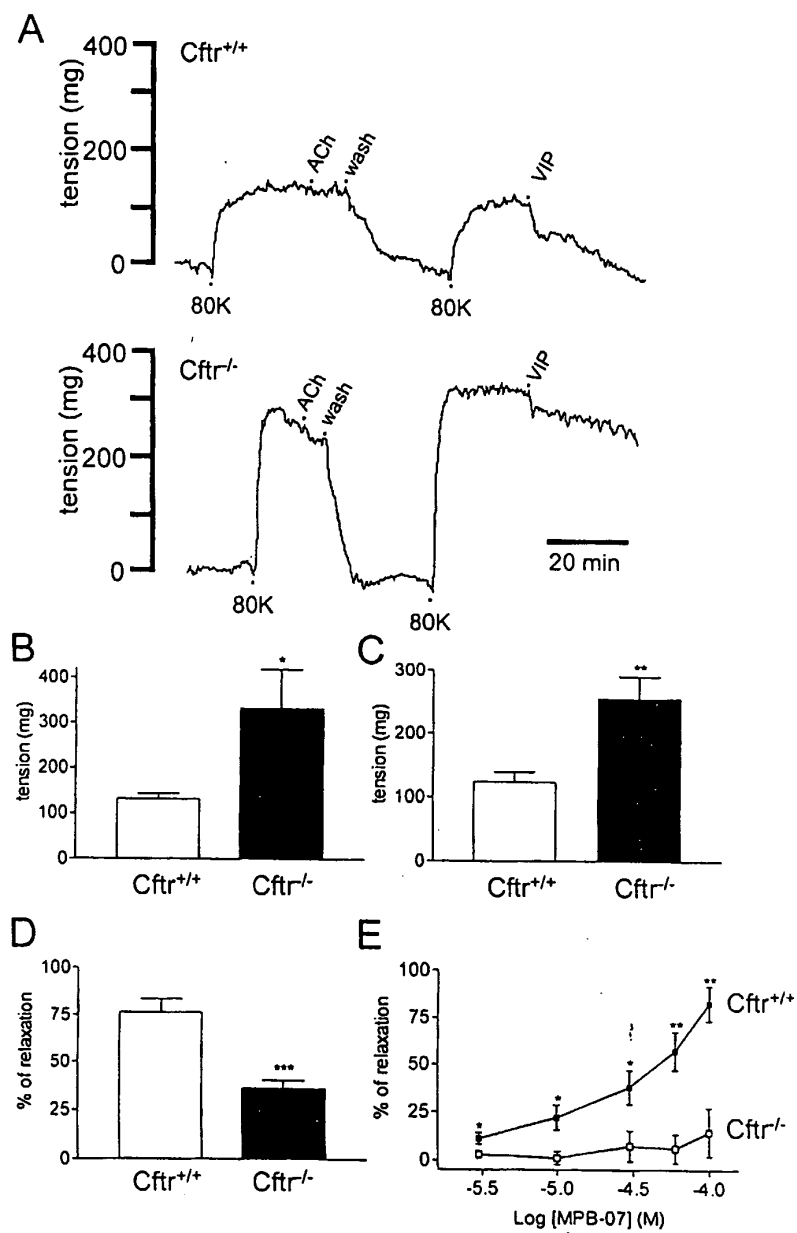 A
Cftr+/+
400
200
0
tension (mg)
ACh
wash
VIP
80K
80K
Cftr-/-
400
200
0
tension (mg)
ACh
wash
VIP
80K
80K
20 min
B
400
300
200
100
0
tension (mg)
*
Cftr+/+
Cftr-/-
C
300
200
100
0
tension (mg)
**
Cftr+/+
Cftr-/-
D
100
75
50
25
0
% of relaxation
***
Cftr+/+
Cftr-/-
E
100
75
50
25
0
% of relaxation
*
*
*
**
**
Cftr+/+
Cftr-/-
-5.5 -5.0 -4.5 -4.0
Log [MPB-07] (M)